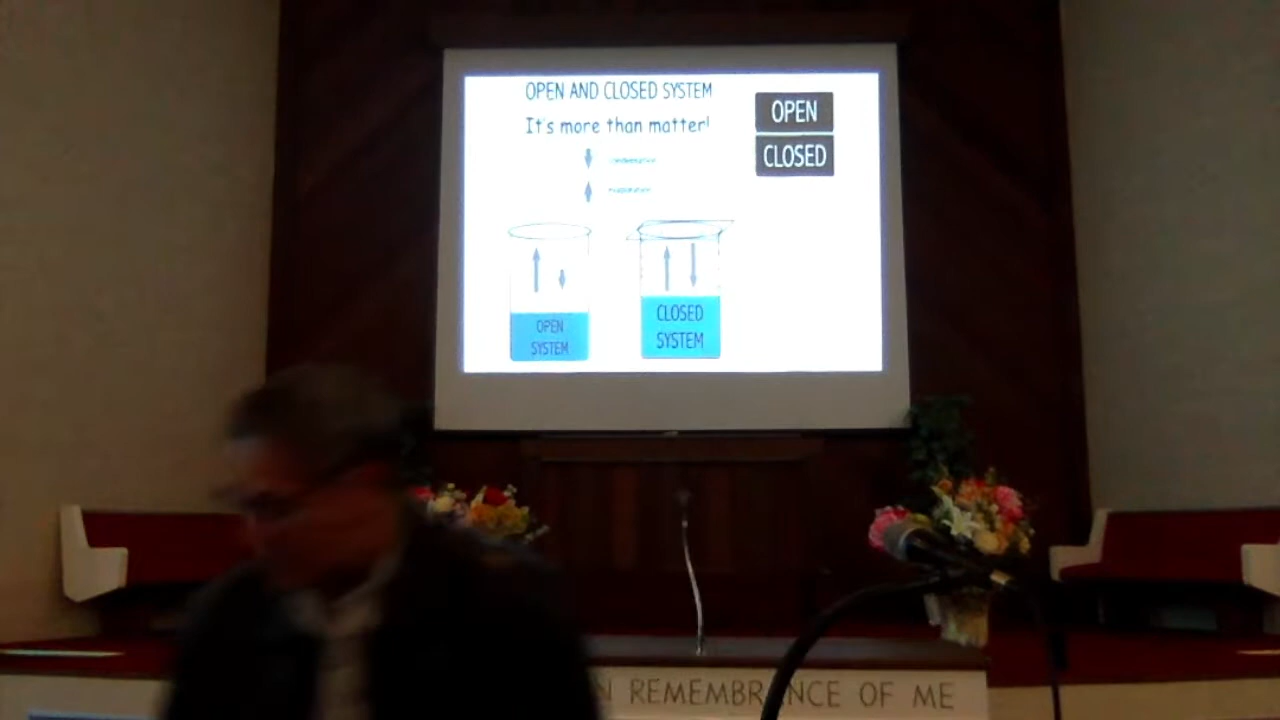 OPEN AND CLOSED SYSTEM
It's more than matter!
OPEN
CLOSED
OPEN
SYSTEM
CLOSED
SYSTEM
N REMEMBRANCE OF ME